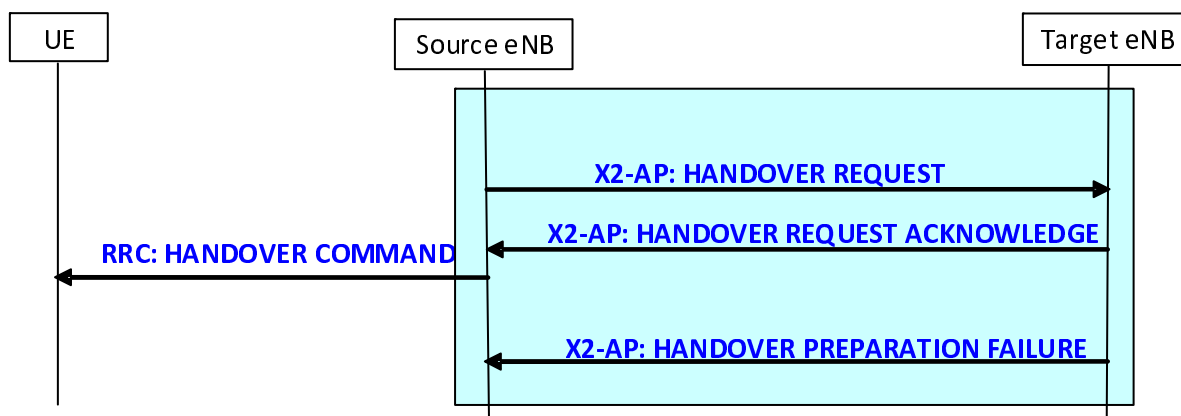 UE
Source eNB
Target eNB
X2-AP: HANDOVER REQUEST
X2-AP: HANDOVER REQUEST ACKNOWLEDGE
RRC: HANDOVER COMMAND
X2-AP: HANDOVER PREPARATION FAILURE